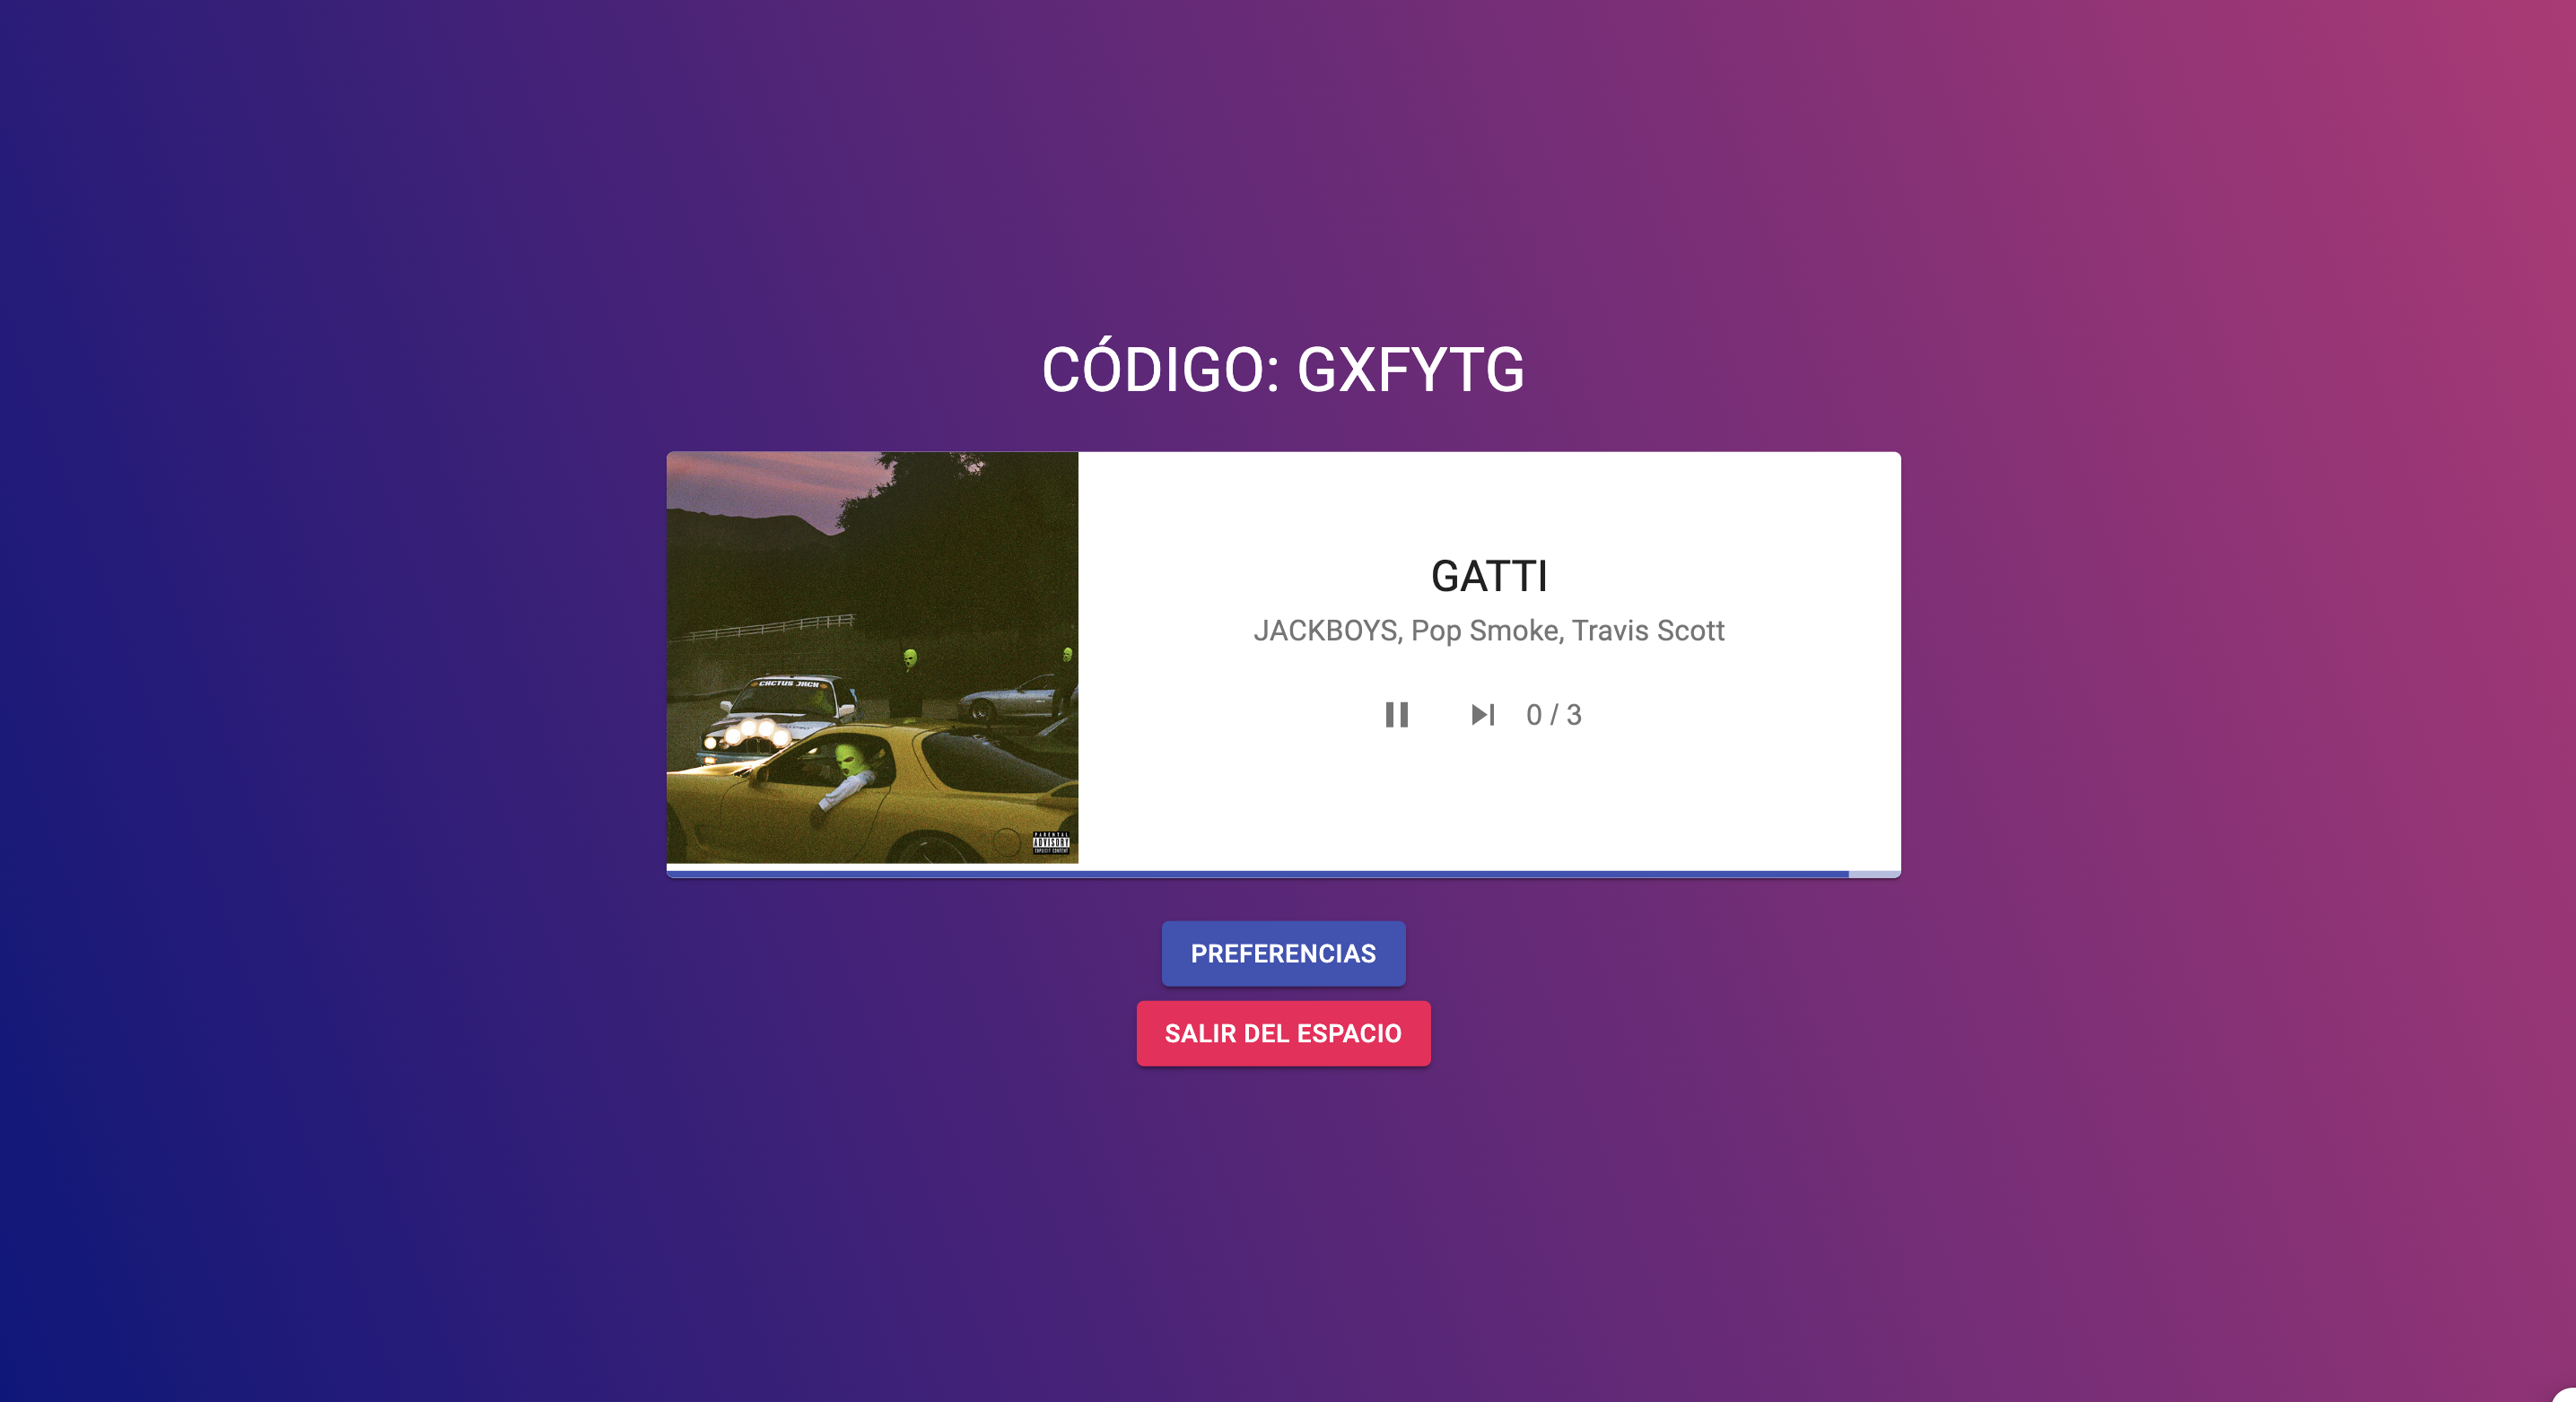 CÓDIGO: GXFYTG
CACTUS JACK
PARENTAL
ADVISORY
EXPLICIT CONTENT
GATTI
JACKBOYS, Pop Smoke, Travis Scott
0 / 3
PREFERENCIAS
SALIR DEL ESPACIO